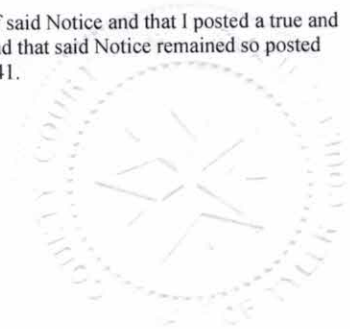 said Notice and that I posted a true and
d that said Notice remained so posted
41.